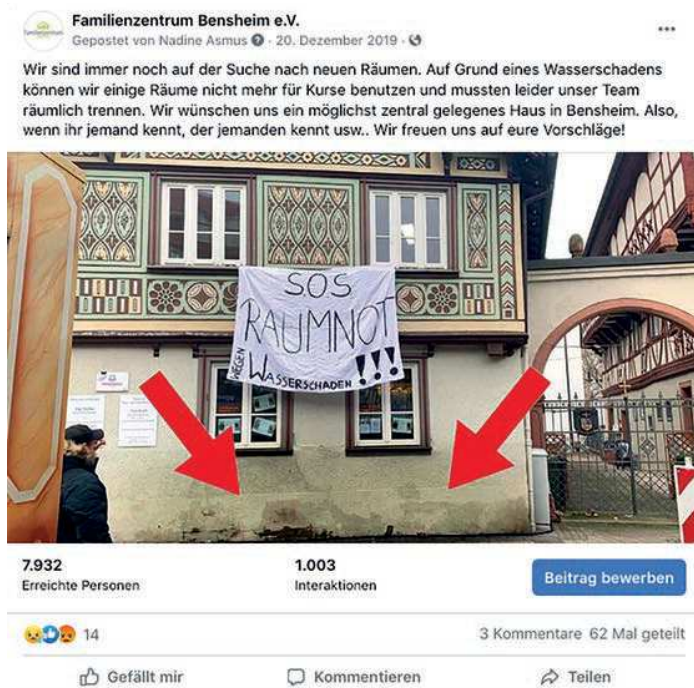 Familienzentrum Bensheim e.V.
Gepostet von Nadine Asmus · 20. Dezember 2019 ·
Wir sind immer noch auf der Suche nach neuen Räumen. Auf Grund eines Wasserschadens
können wir einige Räume nicht mehr für Kurse benutzen und mussten leider unser Team
räumlich trennen. Wir wünschen uns ein möglichst zentral gelegenes Haus in Bensheim. Also,
wenn ihr jemand kennt, der jemanden kennt usw.. Wir freuen uns auf eure Vorschläge!
S.O.S
RAUMNOT
WEGEN
WASSERSCHADEN !!!
7.932
Erreichte Personen
1.003
Interaktionen
Beitrag bewerben
14
3 Kommentare 62 Mal geteilt
Gefällt mir
Kommentieren
Teilen